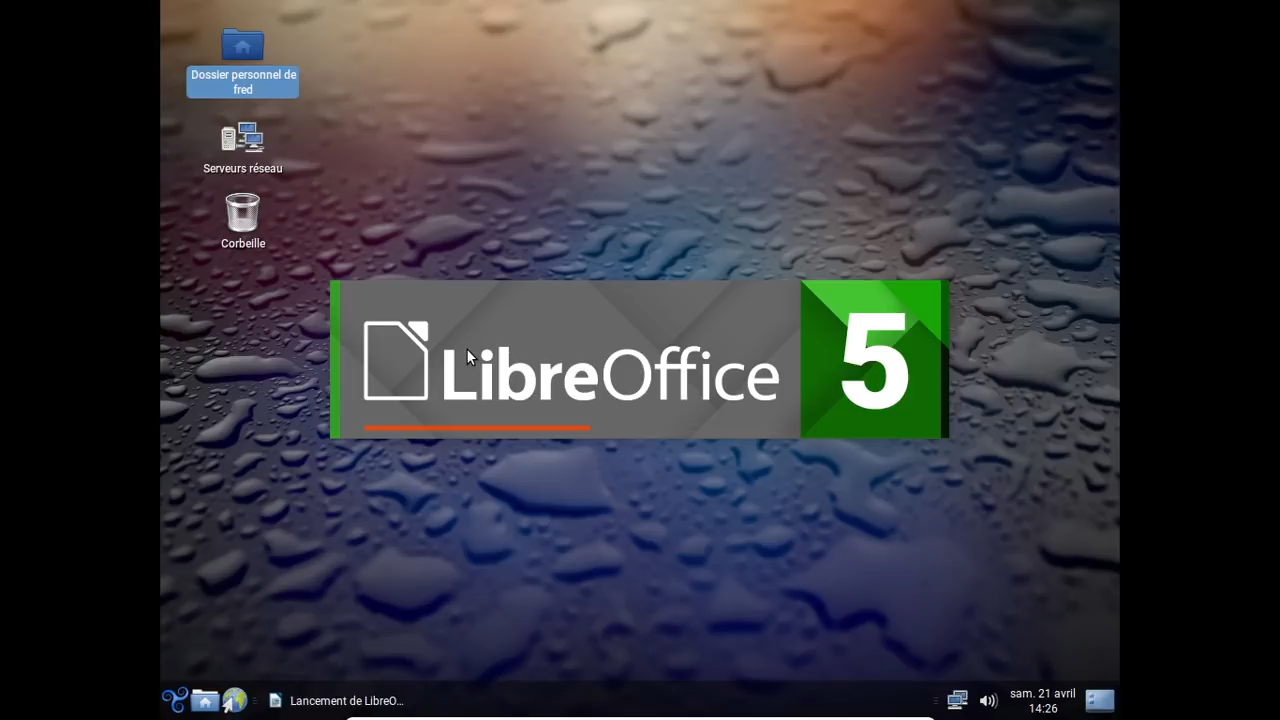 Dossier personnel de
fred
Serveurs réseau
Corbeille
LibreOffice 5
Lancement de LibreO...
sam. 21 avril
14:26